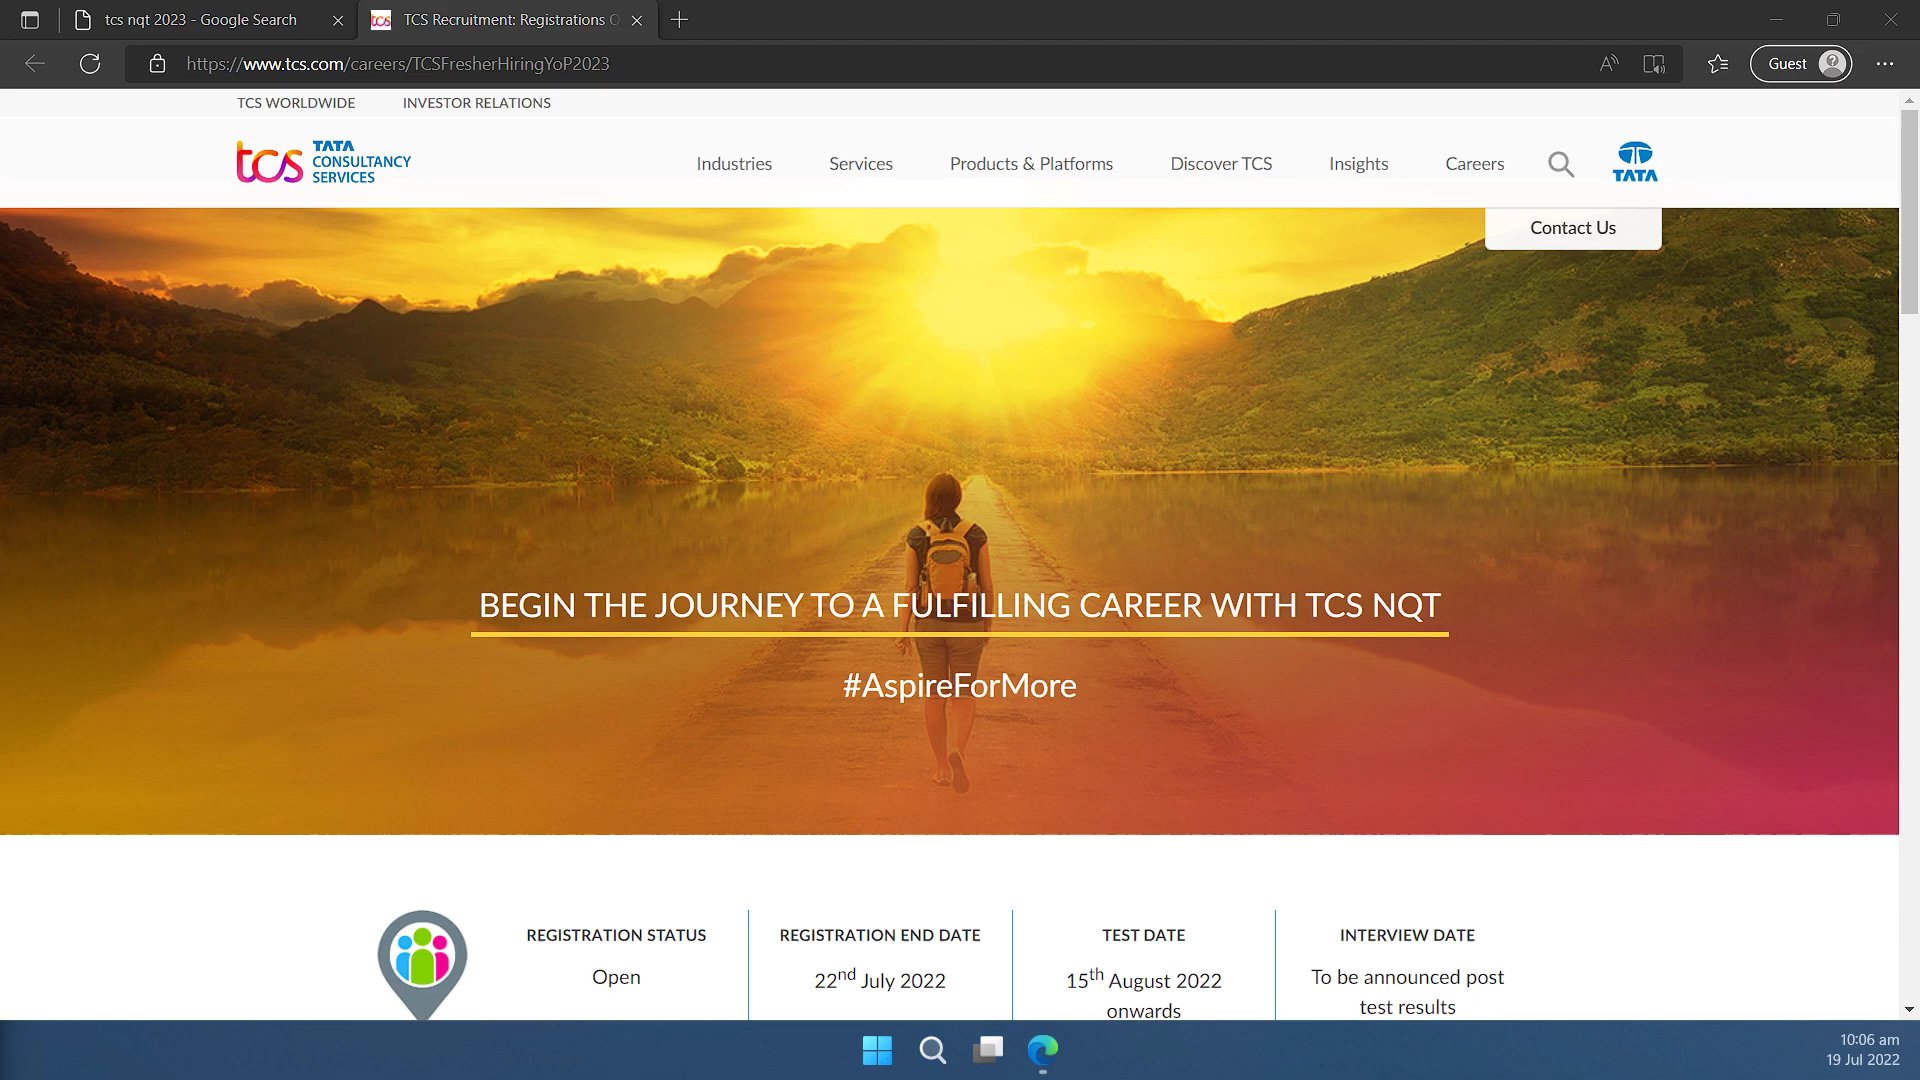 tcs nqt 2023 - Google Search
tcs TCS Recruitment: Registrations O
https://www.tcs.com/careers/TCSFresherHiringYoP2023
Guest
TCS WORLDWIDE INVESTOR RELATIONS
tcs TATA CONSULTANCY SERVICES
Industries Services Products & Platforms Discover TCS Insights Careers
TATA
Contact Us
BEGIN THE JOURNEY TO A FULFILLING CAREER WITH TCS NQT
#AspireForMore
REGISTRATION STATUS
Open
REGISTRATION END DATE
22nd July 2022
TEST DATE
15th August 2022
onwards
INTERVIEW DATE
To be announced post
test results
10:06 am
19 Jul 2022